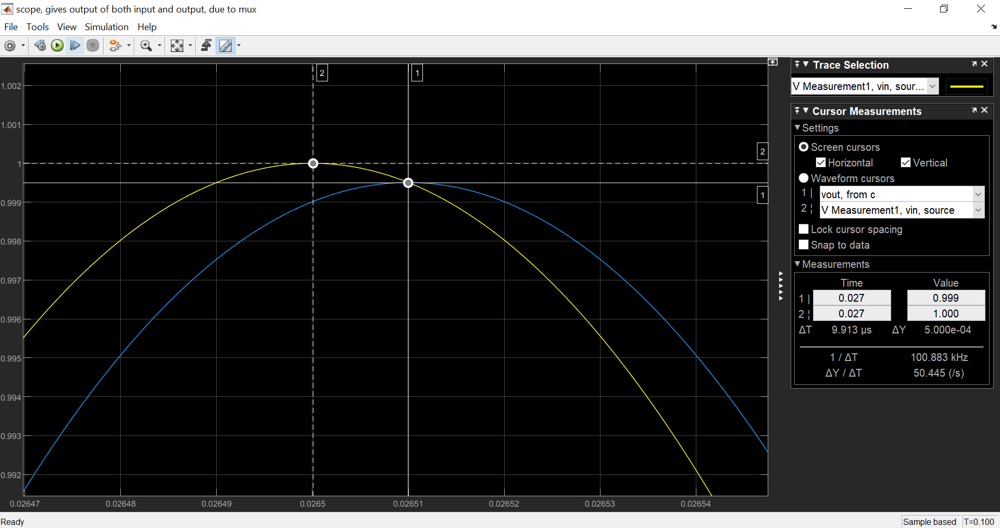 scope, gives output of both input and output, due to mux
File Tools View Simulation Help
2
1
1.002
1.001
1
0.999
0.998
0.997
0.996
0.995
0.994
0.993
0.992
2
1
0.02647 0.02648 0.02649 0.0265 0.02651 0.02652 0.02653 0.02654
Trace Selection
V Measurement1, vin, sour...
Cursor Measurements
Settings
Screen cursors
Horizontal Vertical
Waveform cursors
1 | vout, from c
2 ¦ V Measurement1, vin, source
Lock cursor spacing
Snap to data
Measurements
Time Value
1 | 0.027 0.999
2 ¦ 0.027 1.000
ΔT 9.913 µs ΔY 5.000e-04
1 / ΔT 100.883 kHz
ΔY / ΔT 50.445 (/s)
Ready Sample based T=0.100